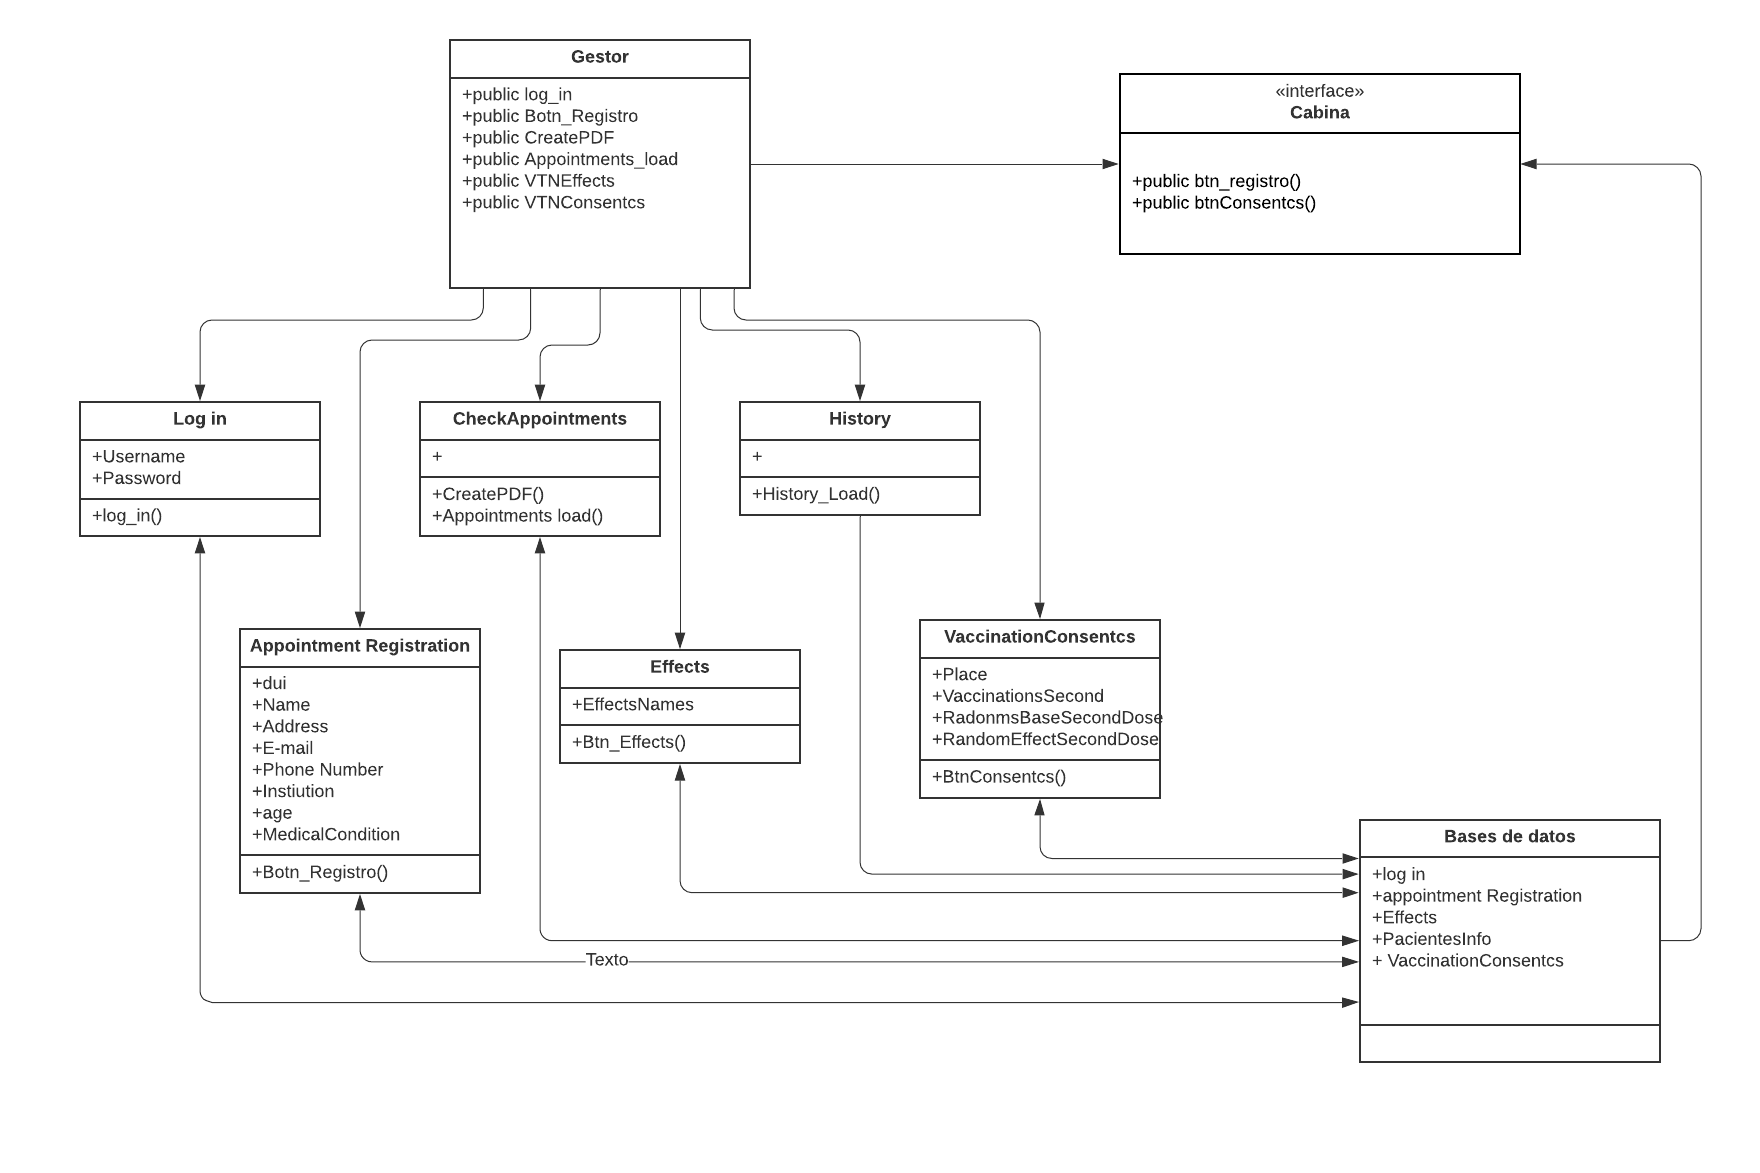 Gestor
+public log_in
+public Botn_Registro
+public CreatePDF
+public Appointments_load
+public VTNEffects
+public VTNConsentcs
«interface»
Cabina
+public btn_registro()
+public btnConsentcs()
Log in
+Username
+Password
+log_in()
CheckAppointments
+
+CreatePDF()
+Appointments load()
History
+
+History_Load()
Appointment Registration
+dui
+Name
+Address
+E-mail
+Phone Number
+Instiution
+age
+MedicalCondition
+Botn_Registro()
Effects
+EffectsNames
+Btn_Effects()
VaccinationConsentcs
+Place
+VaccinationsSecond
+RadonmsBaseSecondDose
+RandomEffectSecondDose
+BtnConsentcs()
Bases de datos
+log in
+appointment Registration
+Effects
+PacientesInfo
+ VaccinationConsentcs
Texto